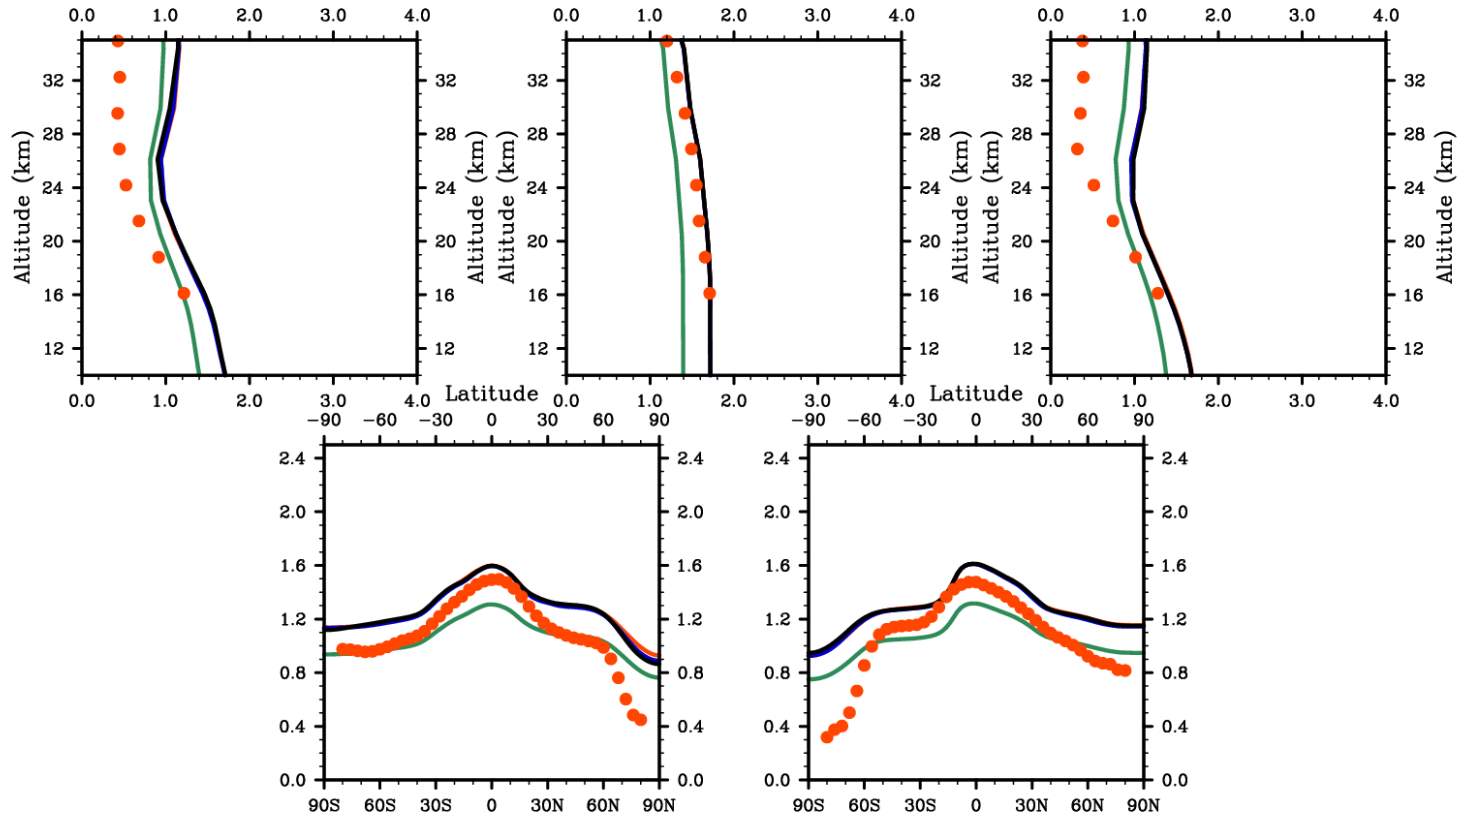 0.0 1.0 2.0 3.0 4.0 0.0 1.0 2.0 3.0 4.0 0.0 1.0 2.0 3.0 4.0
32 32 32 32 32 32
28 28 28 28 28 28
24 24 24 24 24 24
20 20 20 20 20 20
16 16 16 16 16 16
12 12 12 12 12 12
Altitude (km) Altitude (km) Altitude (km) Altitude (km) Altitude (km) Altitude (km)
0.0 1.0 2.0 3.0 4.0 0.0 1.0 2.0 3.0 4.0 0.0 1.0 2.0 3.0 4.0
Latitude Latitude
−90 −60 −30 0 30 60 90 −90 −60 −30 0 30 60 90
2.4 2.4 2.4 2.4
2.0 2.0 2.0 2.0
1.6 1.6 1.6 1.6
1.2 1.2 1.2 1.2
0.8 0.8 0.8 0.8
0.4 0.4 0.4 0.4
0.0 0.0 0.0 0.0
90S 60S 30S 0 30N 60N 90N 90S 60S 30S 0 30N 60N 90N